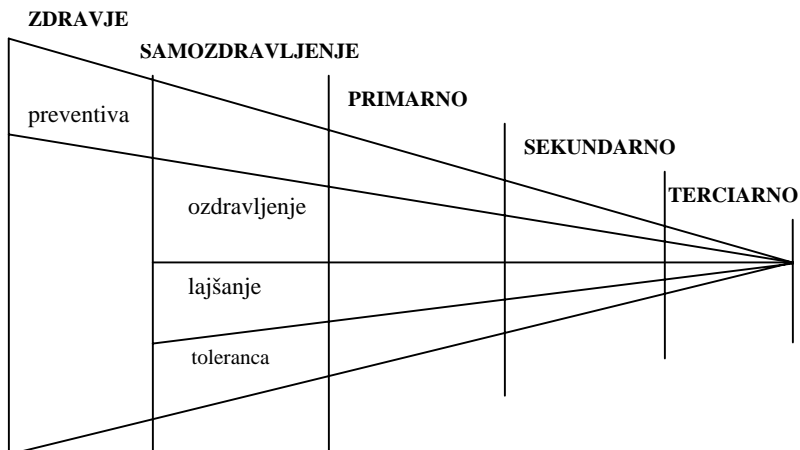 ZDRAVJE
SAMOZDRAVLJENJE
PRIMARNO
SEKUNDARNO
TERCIARNO
preventiva
ozdravljenje
lajšanje
toleranca